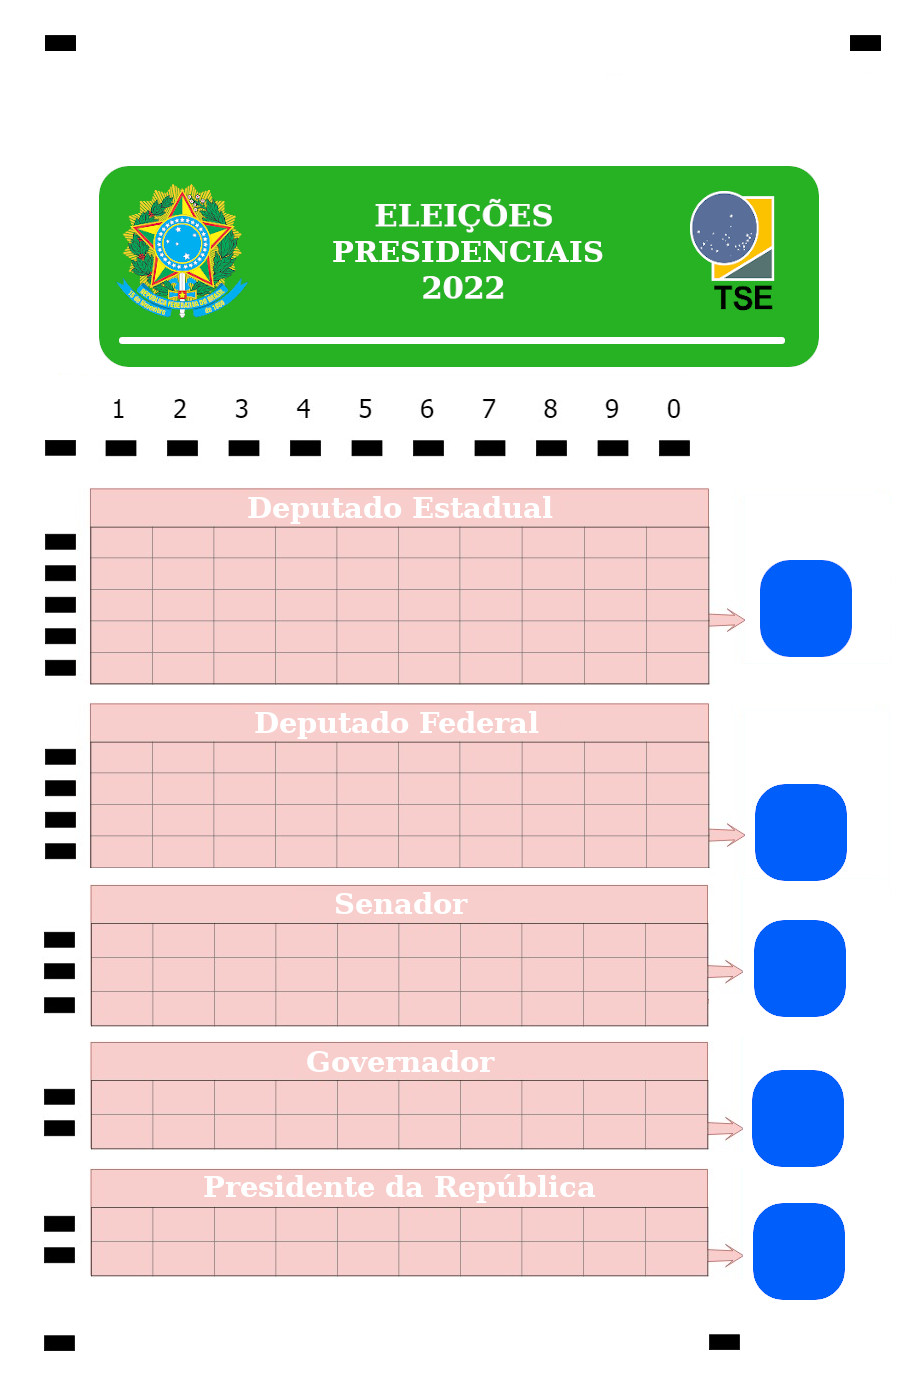 ELEIÇÕES
PRESIDENCIAIS
2022
REPÚBLICA FEDERATIVA DO BRASIL
15 de Novembro
de 1889
TSE
1 2 3 4 5 6 7 8 9 0
Deputado Estadual
Deputado Federal
Senador
Governador
Presidente da República